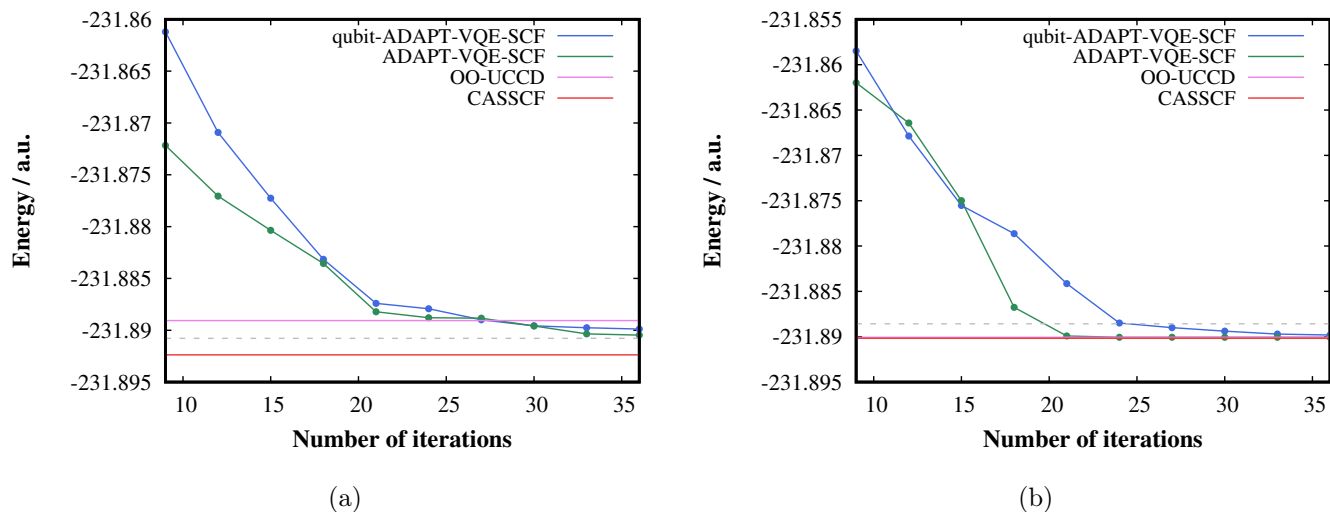 -231.86
-231.865
-231.87
-231.875
-231.88
-231.885
-231.89
-231.895
Energy / a.u.
qubit-ADAPT-VQE-SCF
ADAPT-VQE-SCF
OO-UCCD
CASSCF
10 15 20 25 30 35
Number of iterations
(a)
-231.855
-231.86
-231.865
-231.87
-231.875
-231.88
-231.885
-231.89
-231.895
Energy / a.u.
qubit-ADAPT-VQE-SCF
ADAPT-VQE-SCF
OO-UCCD
CASSCF
10 15 20 25 30 35
Number of iterations
(b)